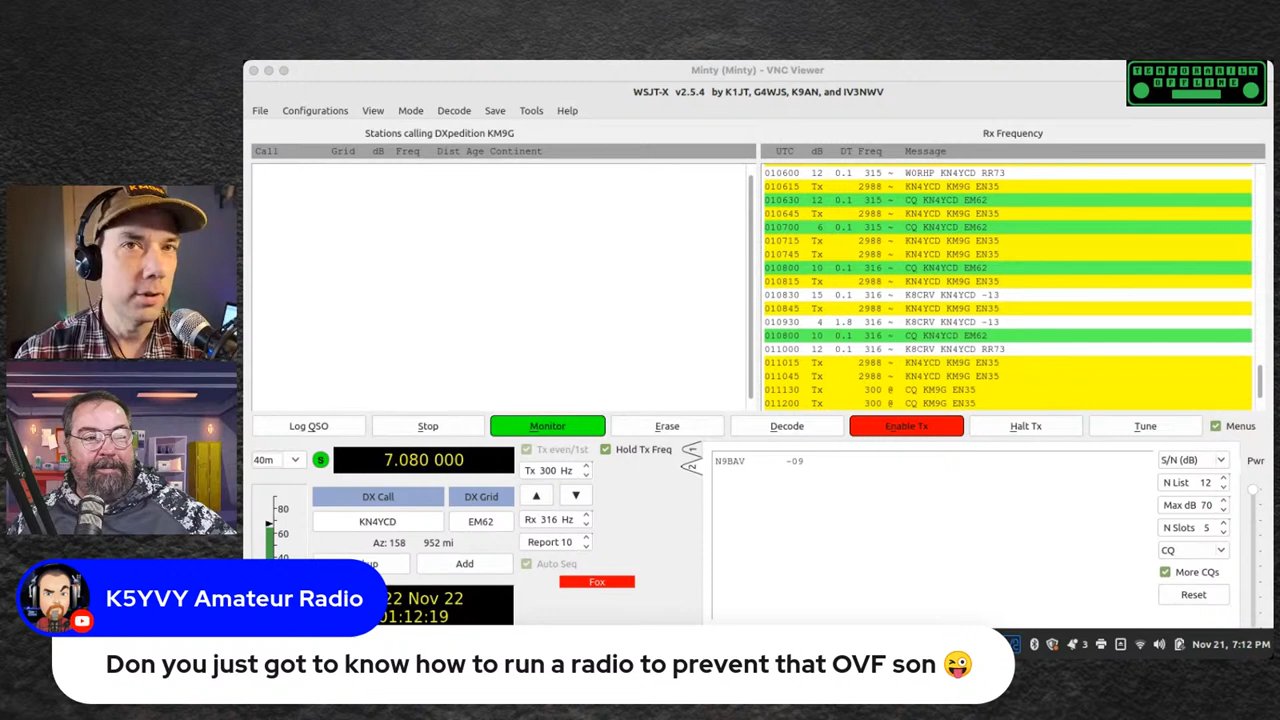 Minty (Minty) - VNC Viewer
TEMPORARILY
OFFLINE
WSJT-X v2.5.4 by K1JT, G4WJS, K9AN, and IV3NWV
File Configurations View Mode Decode Save Tools Help
Stations calling DXpedition KM9G
Call Grid dB Freq Dist Age Continent
Rx Frequency
UTC dB DT Freq Message
010600 12 0.1 315 ~ W0RHP KN4YCD RR73
010615 Tx 2988 ~ KN4YCD KM9G EN35
010630 12 0.1 315 ~ CQ KN4YCD EM62
010645 Tx 2988 ~ KN4YCD KM9G EN35
010700 6 0.1 315 ~ CQ KN4YCD EM62
010715 Tx 2988 ~ KN4YCD KM9G EN35
010745 Tx 2988 ~ KN4YCD KM9G EN35
010800 10 0.1 316 ~ CQ KN4YCD EM62
010815 Tx 2988 ~ KN4YCD KM9G EN35
010830 15 0.1 316 ~ K8CRV KN4YCD -13
010845 Tx 2988 ~ KN4YCD KM9G EN35
010930 4 1.8 316 ~ K8CRV KN4YCD -13
010800 10 0.1 316 ~ CQ KN4YCD EM62
011000 12 0.1 316 ~ K8CRV KN4YCD RR73
011015 Tx 2988 ~ KN4YCD KM9G EN35
011045 Tx 2988 ~ KN4YCD KM9G EN35
011130 Tx 300 @ CQ KM9G EN35
011200 Tx 300 @ CQ KM9G EN35
Log QSO Stop Monitor Erase Decode Enable Tx Halt Tx Tune Menus
40m S 7.080 000
Tx even/1st Hold Tx Freq
Tx 300 Hz
DX Call DX Grid
KN4YCD EM62
Rx 316 Hz
Az: 158 952 mi
Report 10
Add
Auto Seq
Fox
22 Nov 22
01:12:19
80
60
40
1
2
N9BAV -09
S/N (dB)
N List 12
Max dB 70
N Slots 5
CQ
More CQs
Reset
Pwr
3 Nov 21, 7:12 PM
K5YVY Amateur Radio
Don you just got to know how to run a radio to prevent that OVF son 😜